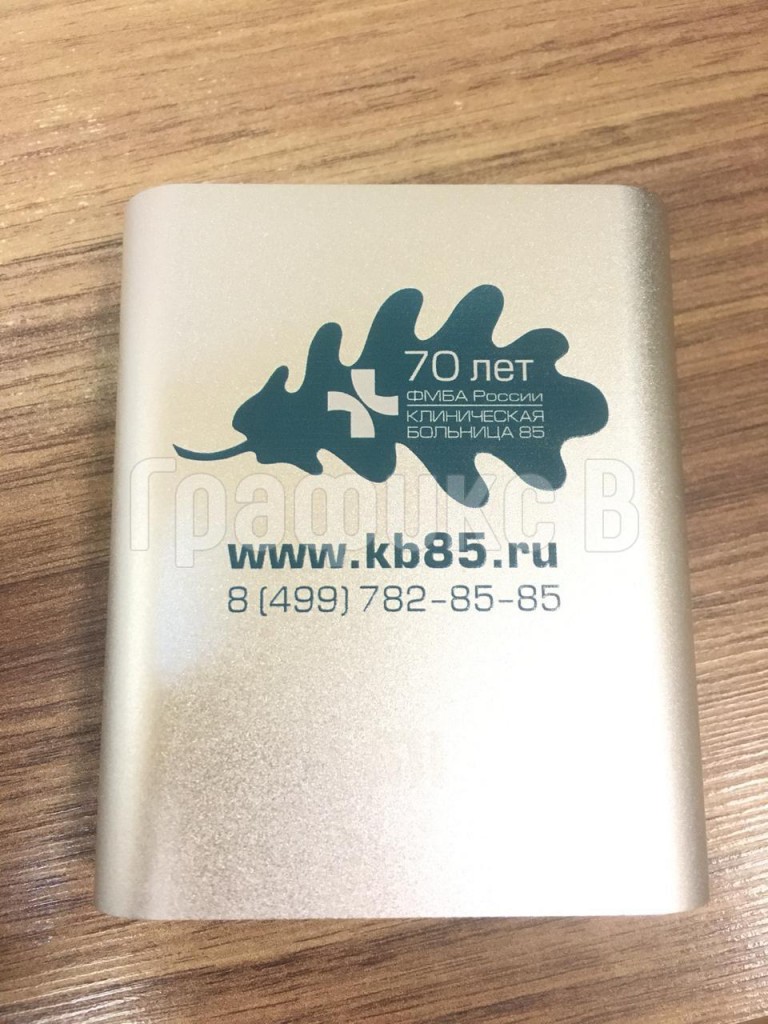 70 лет
ФМБА России
КЛИНИЧЕСКАЯ
БОЛЬНИЦА 85
Графикс В
www.kb85.ru
8 (499) 782-85-85